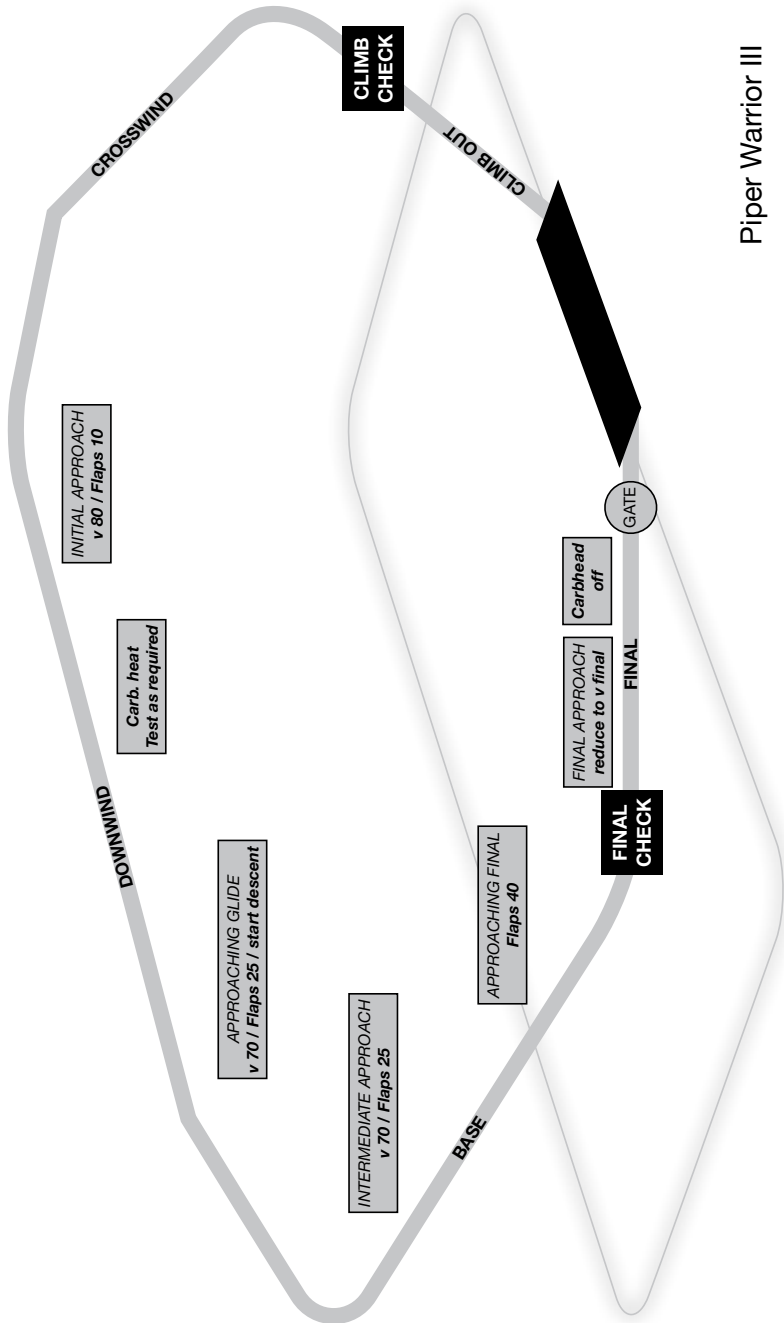 CLIMB
CHECK
CLIMB OUT
CROSSWIND
INITIAL APPROACH
v 80 / Flaps 10
Carb. heat
Test as required
DOWNWIND
APPROACHING GLIDE
v 70 / Flaps 25 / start descent
INTERMEDIATE APPROACH
v 70 / Flaps 25
BASE
APPROACHING FINAL
Flaps 40
FINAL
CHECK
FINAL APPROACH
reduce to v final
FINAL
Carbhead
off
GATE
Piper Warrior III